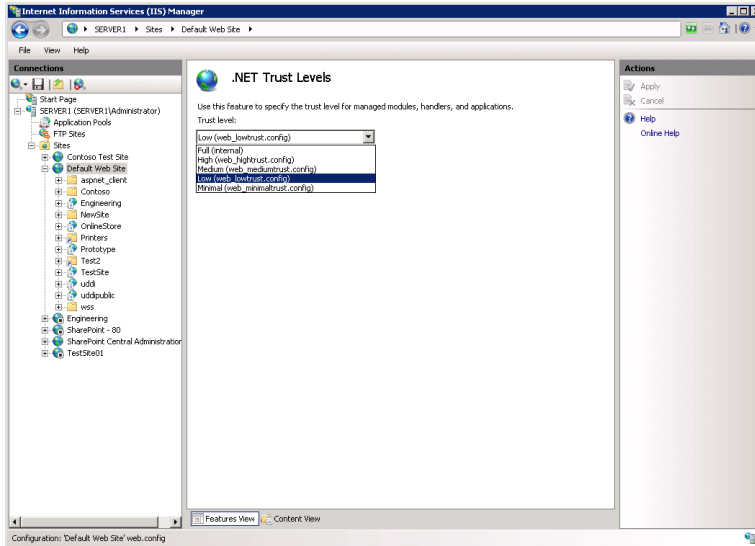 Internet Information Services (IIS) Manager
SERVER1 Sites Default Web Site
File View Help
Connections
Start Page
SERVER1 (SERVER1\Administrator)
Application Pools
FTP Sites
Sites
Contoso Test Site
Default Web Site
aspnet_client
Contoso
Engineering
NewSite
OnlineStore
Printers
Prototype
Test2
TestSite
uddi
uddipublic
wss
Engineering
SharePoint - 80
SharePoint Central Administration
TestSite01
.NET Trust Levels
Use this feature to specify the trust level for managed modules, handlers, and applications.
Trust level:
Low (web_lowtrust.config)
Full (internal)
High (web_hightrust.config)
Medium (web_mediumtrust.config)
Low (web_lowtrust.config)
Minimal (web_minimaltrust.config)
Features View Content View
Actions
Apply
Cancel
Help
Online Help
Configuration: 'Default Web Site' web.config